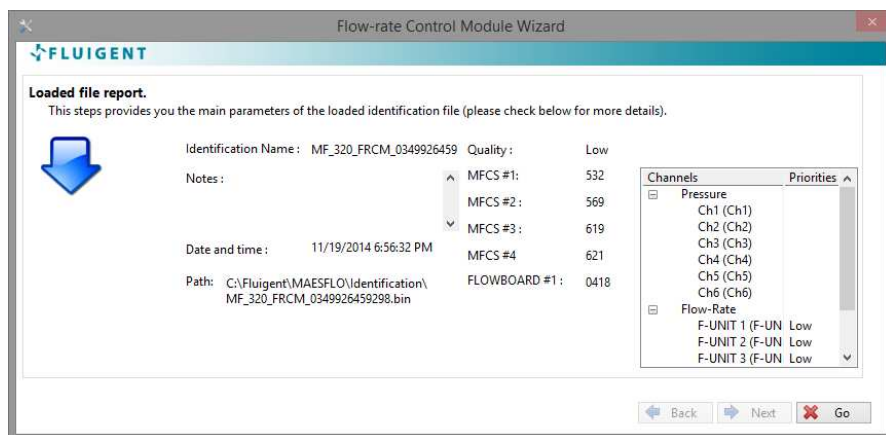 Flow-rate Control Module Wizard
FLUIGENT
Loaded file report.
This steps provides you the main parameters of the loaded identification file (please check below for more details).
Identification Name : MF_320_FRCM_0349926459
Notes :
Date and time : 11/19/2014 6:56:32 PM
Path: C:\Fluigent\MAESFLO\Identification\
MF_320_FRCM_0349926459298.bin
Quality : Low
MFCS #1: 532
MFCS #2 : 569
MFCS #3 : 619
MFCS #4 621
FLOWBOARD #1 : 0418
Channels Priorities
Pressure
Ch1 (Ch1)
Ch2 (Ch2)
Ch3 (Ch3)
Ch4 (Ch4)
Ch5 (Ch5)
Ch6 (Ch6)
Flow-Rate
F-UNIT 1 (F-UN Low
F-UNIT 2 (F-UN Low
F-UNIT 3 (F-UN Low
Back Next Go